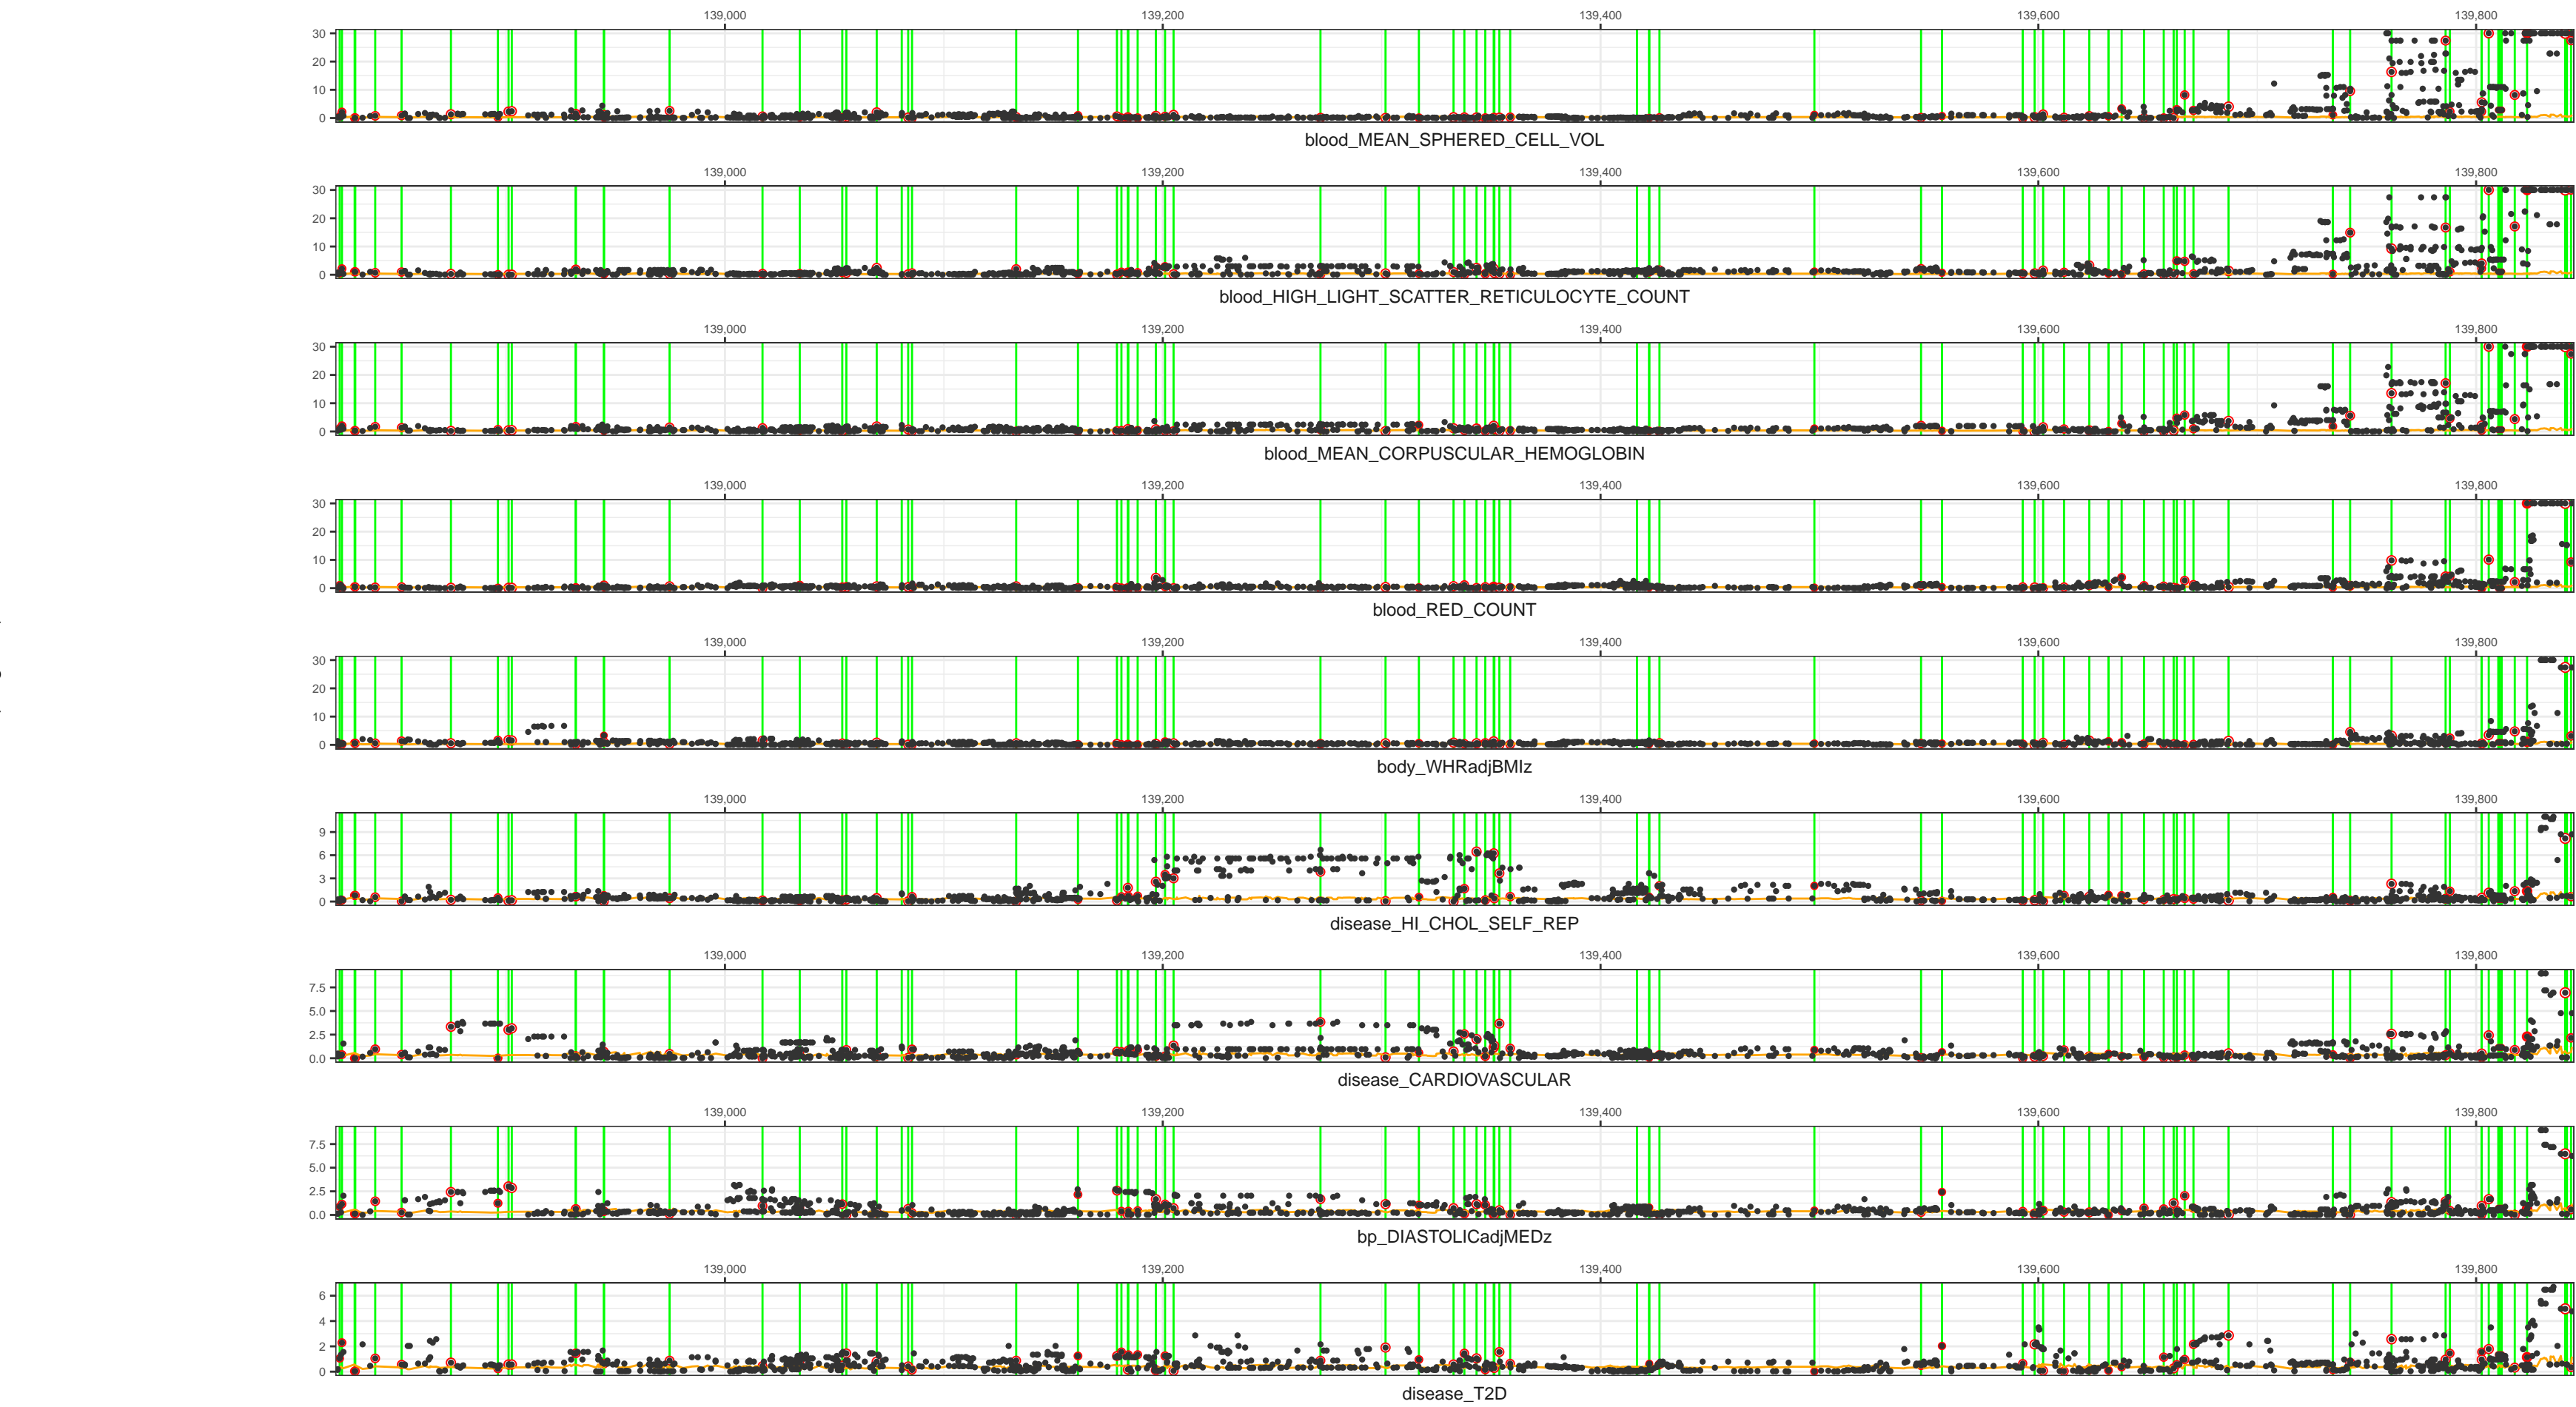 139,000 139,200 139,400 139,600 139,800
30
20
10
0
blood_MEAN_SPHERED_CELL_VOL
139,000 139,200 139,400 139,600 139,800
30
20
10
0
blood_HIGH_LIGHT_SCATTER_RETICULOCYTE_COUNT
139,000 139,200 139,400 139,600 139,800
30
20
10
0
blood_MEAN_CORPUSCULAR_HEMOGLOBIN
139,000 139,200 139,400 139,600 139,800
30
20
10
0
blood_RED_COUNT
139,000 139,200 139,400 139,600 139,800
30
20
10
0
body_WHRadjBMIz
139,000 139,200 139,400 139,600 139,800
9
6
3
0
disease_HI_CHOL_SELF_REP
139,000 139,200 139,400 139,600 139,800
7.5
5.0
2.5
0.0
disease_CARDIOVASCULAR
139,000 139,200 139,400 139,600 139,800
7.5
5.0
2.5
0.0
bp_DIASTOLICadjMEDz
139,000 139,200 139,400 139,600 139,800
6
4
2
0
disease_T2D